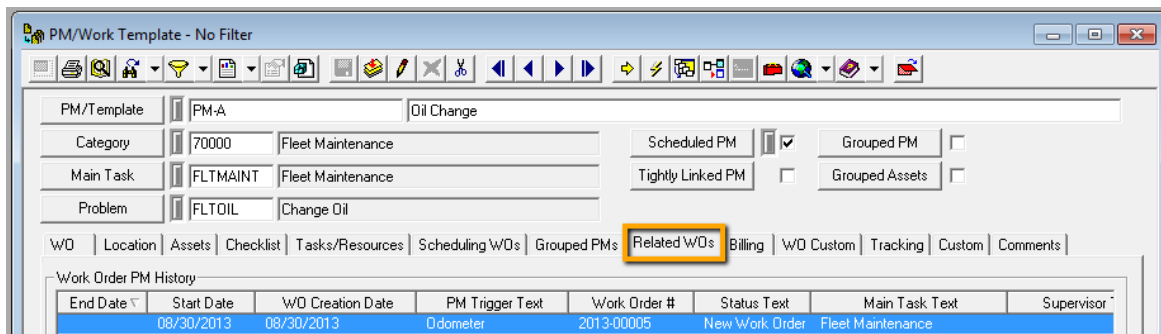 PM/Work Template - No Filter
PM/Template PM-A Oil Change
Category 70000 Fleet Maintenance Scheduled PM Grouped PM
Main Task FLTMAINT Fleet Maintenance Tightly Linked PM Grouped Assets
Problem FLTOIL Change Oil
WO Location Assets Checklist Tasks/Resources Scheduling WOs Grouped PMs Related WOs Billing WO Custom Tracking Custom Comments
Work Order PM History
End Date Start Date WO Creation Date PM Trigger Text Work Order # Status Text Main Task Text Supervisor
08/30/2013 08/30/2013 Odometer 2013-00005 New Work Order Fleet Maintenance